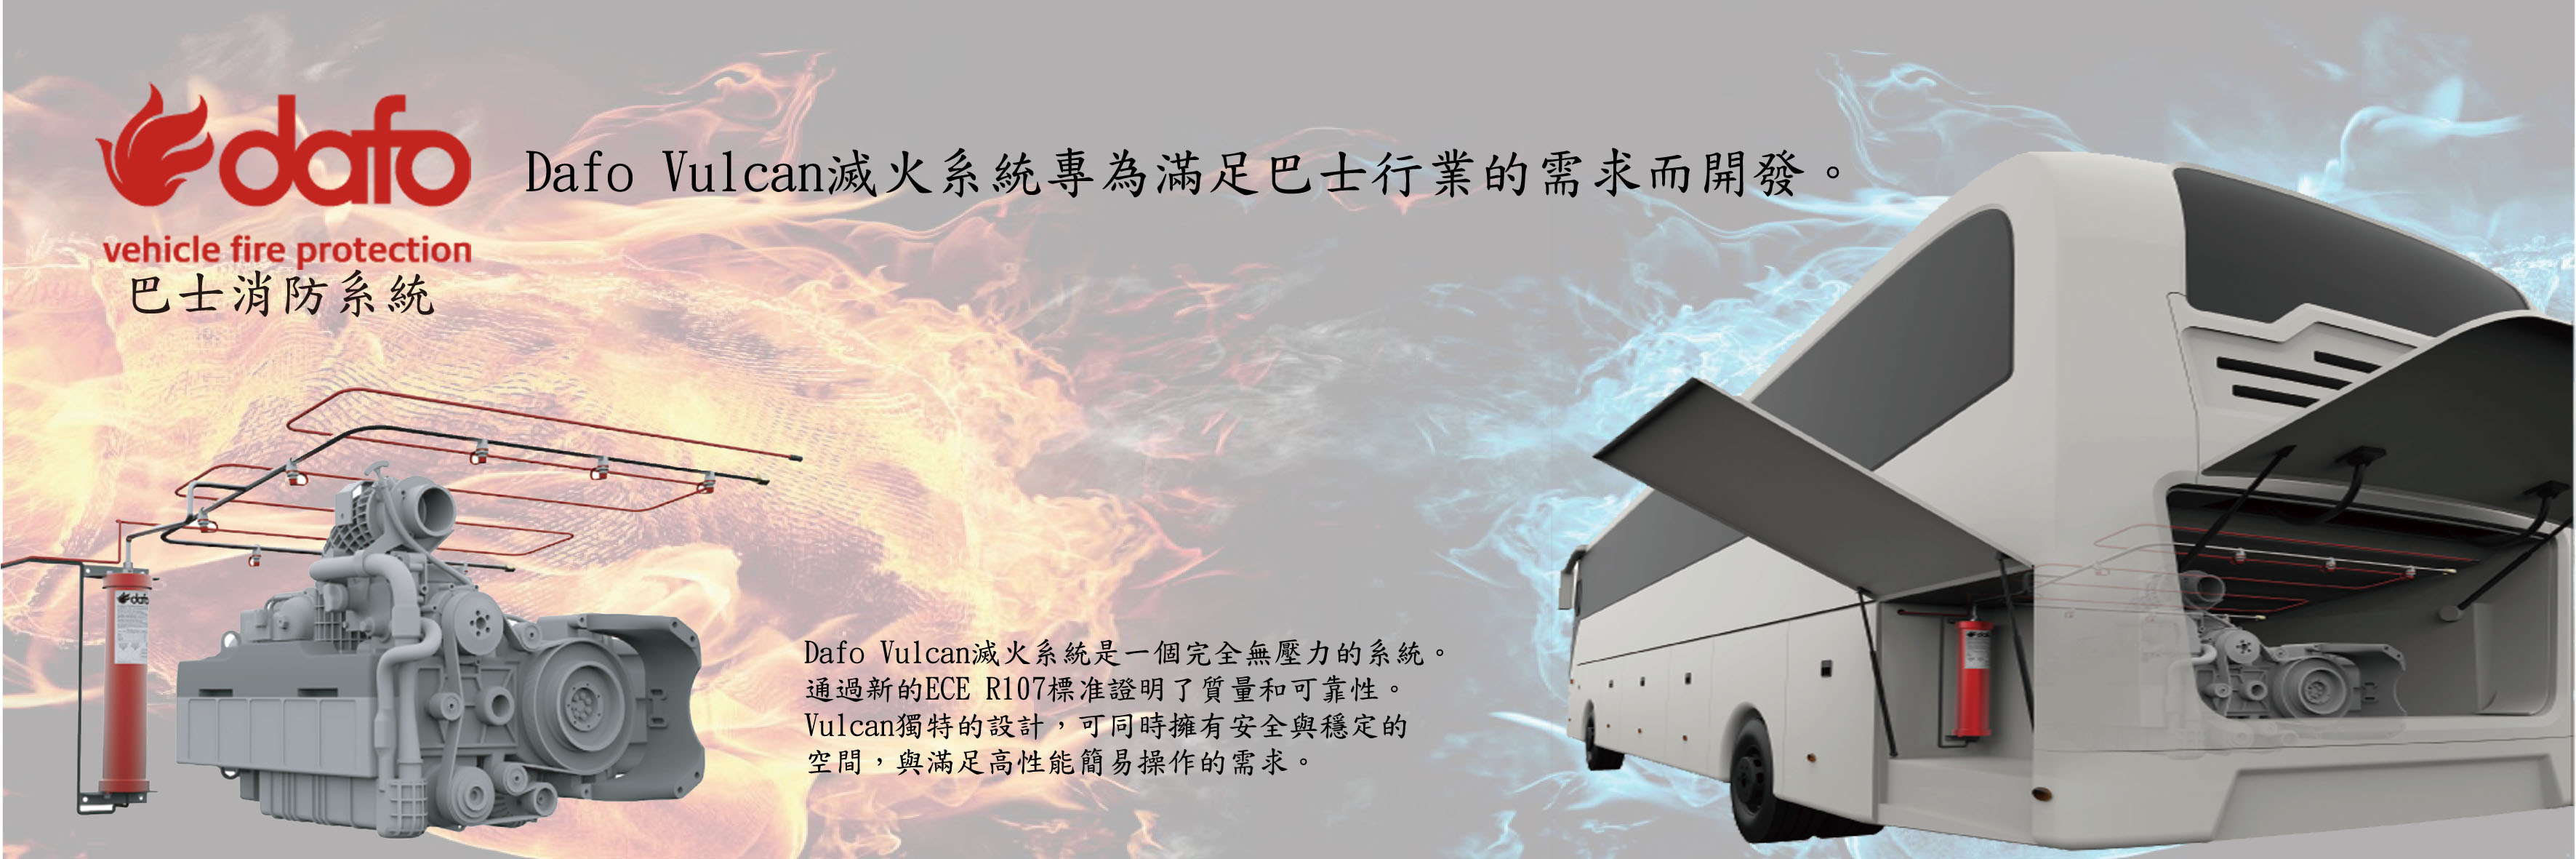 dafo
vehicle fire protection
巴士消防系統
Dafo Vulcan滅火系統專為滿足巴士行業的需求而開發。
dafo
Dafo Vulcan滅火系統是一個完全無壓力的系統。
通過新的ECE R107標准證明了質量和可靠性。
Vulcan獨特的設計，可同時擁有安全與穩定的
空間，與滿足高性能簡易操作的需求。
dafo